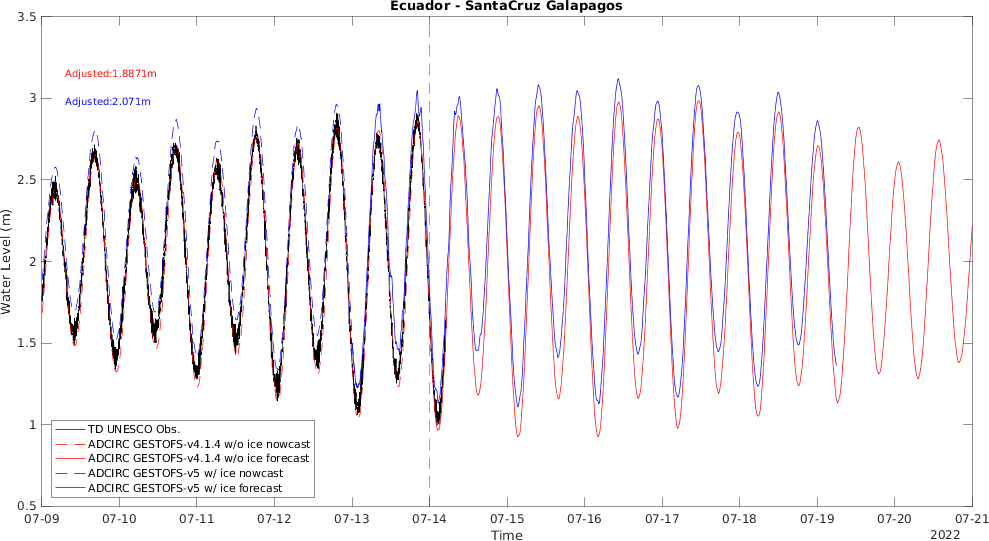 Ecuador - SantaCruz Galapagos
3.5
3
2.5
2
1.5
1
0.5
Water Level (m)
Adjusted:1.8871m
Adjusted:2.071m
TD UNESCO Obs.
ADCIRC GESTOFS-v4.1.4 w/o ice nowcast
ADCIRC GESTOFS-v4.1.4 w/o ice forecast
ADCIRC GESTOFS-v5 w/ ice nowcast
ADCIRC GESTOFS-v5 w/ ice forecast
07-09 07-10 07-11 07-12 07-13 07-14 07-15 07-16 07-17 07-18 07-19 07-20 07-21
Time
2022